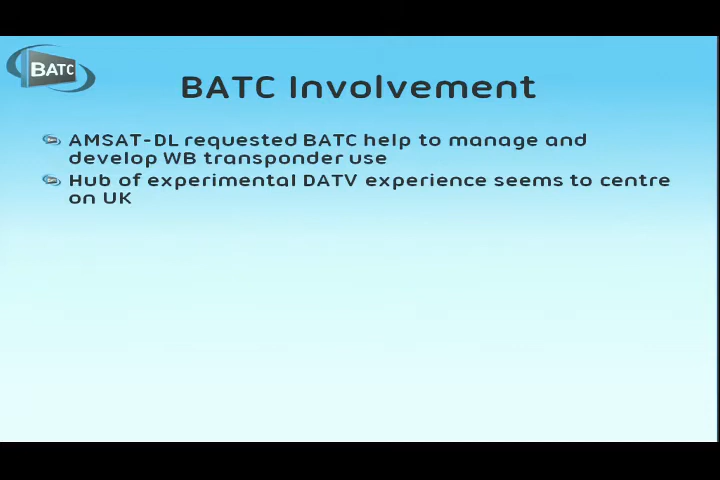 BATC
BATC Involvement
AMSAT-DL requested BATC help to manage and
develop WB transponder use
Hub of experimental DATV experience seems to centre
on UK